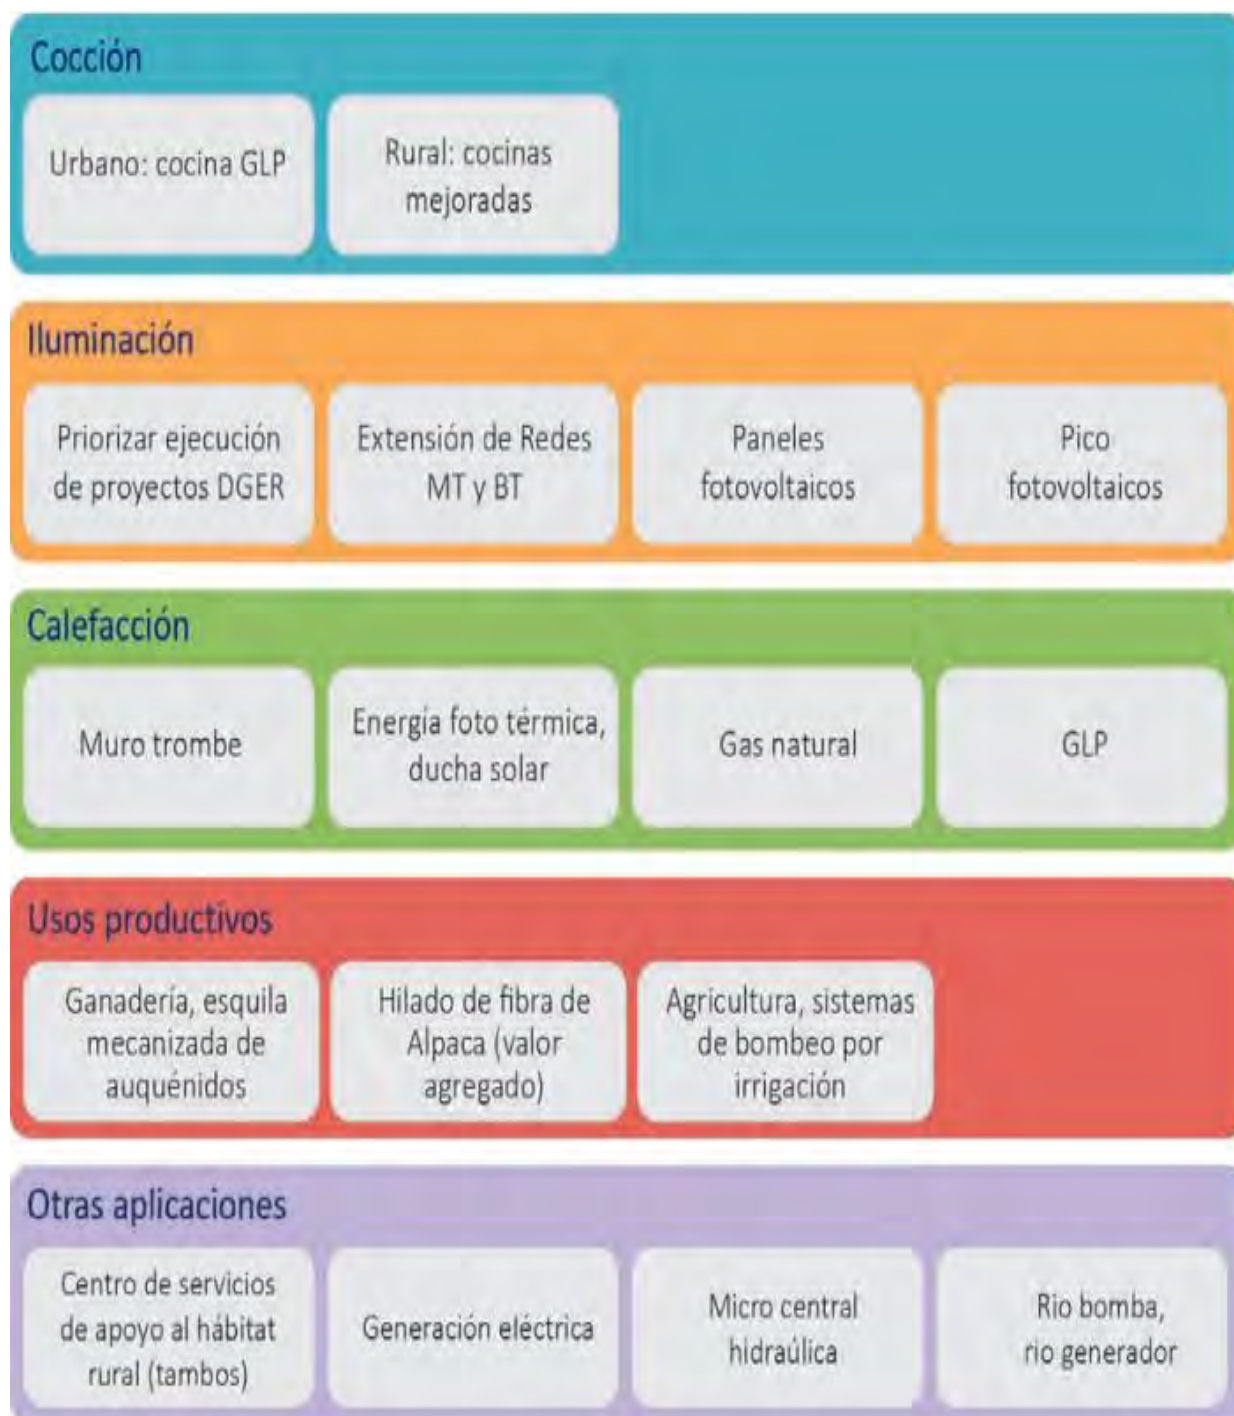 Cocción
Urbano: cocina GLP
Rural: cocinas
mejoradas
Iluminación
Priorizar ejecución
de proyectos DGER
Extensión de Redes
MT y BT
Paneles
fotovoltaicos
Pico
fotovoltaicos
Calefacción
Muro trombe
Energía foto térmica,
ducha solar
Gas natural
GLP
Usos productivos
Ganadería, esquila
mecanizada de
auquénidos
Hilado de fibra de
Alpaca (valor
agregado)
Agricultura, sistemas
de bombeo por
irrigación
Otras aplicaciones
Centro de servicios
de apoyo al hábitat
rural (tambos)
Generación eléctrica
Micro central
hidraúlica
Rio bomba,
rio generador